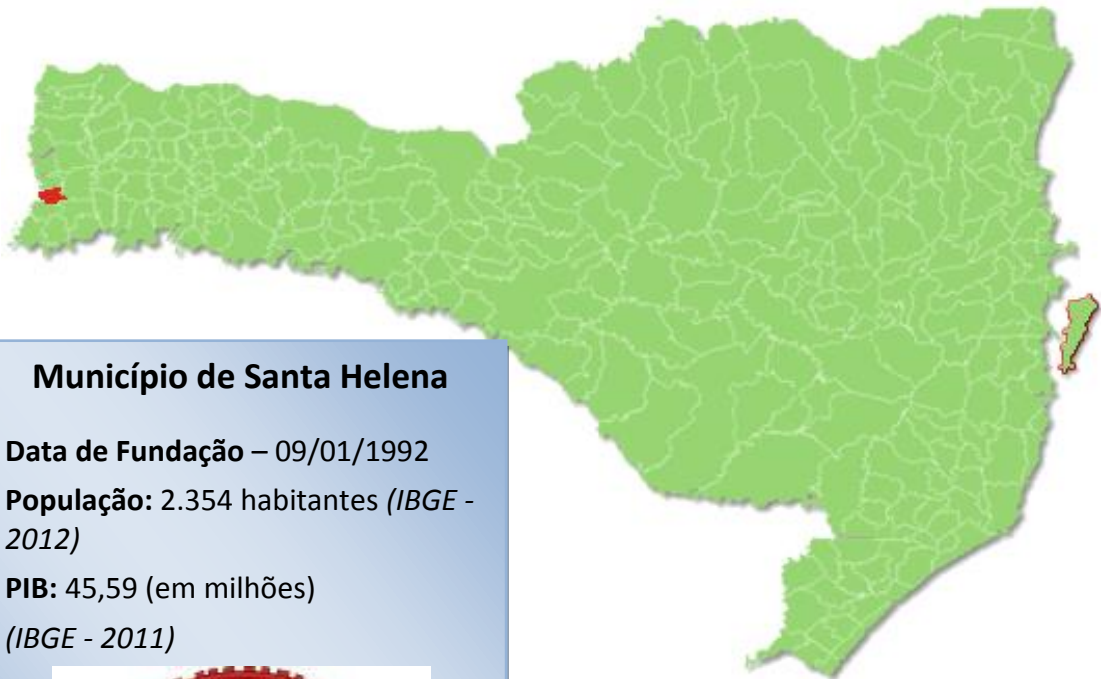 Município de Santa Helena
Data de Fundação – 09/01/1992
População: 2.354 habitantes (IBGE -
2012)
PIB: 45,59 (em milhões)
(IBGE - 2011)